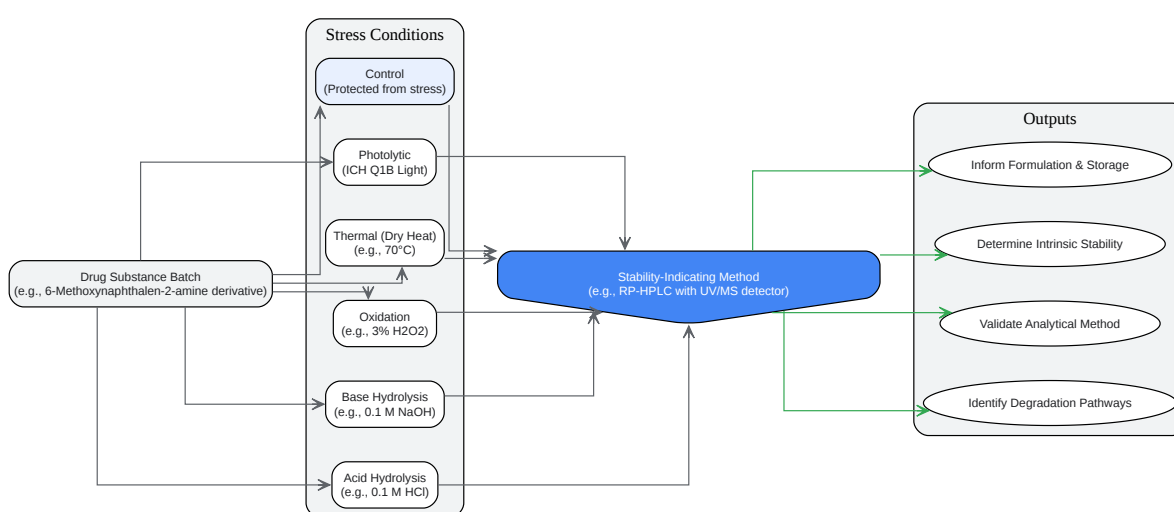 Stress Conditions
Control
(Protected from stress)
Photolytic
(ICH Q1B Light)
Thermal (Dry Heat)
(e.g., 70°C)
Drug Substance Batch
(e.g., 6-Methoxynaphthalen-2-amine derivative)
Oxidation
(e.g., 3% H2O2)
Base Hydrolysis
(e.g., 0.1 M NaOH)
Acid Hydrolysis
(e.g., 0.1 M HCl)
Stability-Indicating Method
(e.g., RP-HPLC with UV/MS detector)
Outputs
Inform Formulation & Storage
Determine Intrinsic Stability
Validate Analytical Method
Identify Degradation Pathways